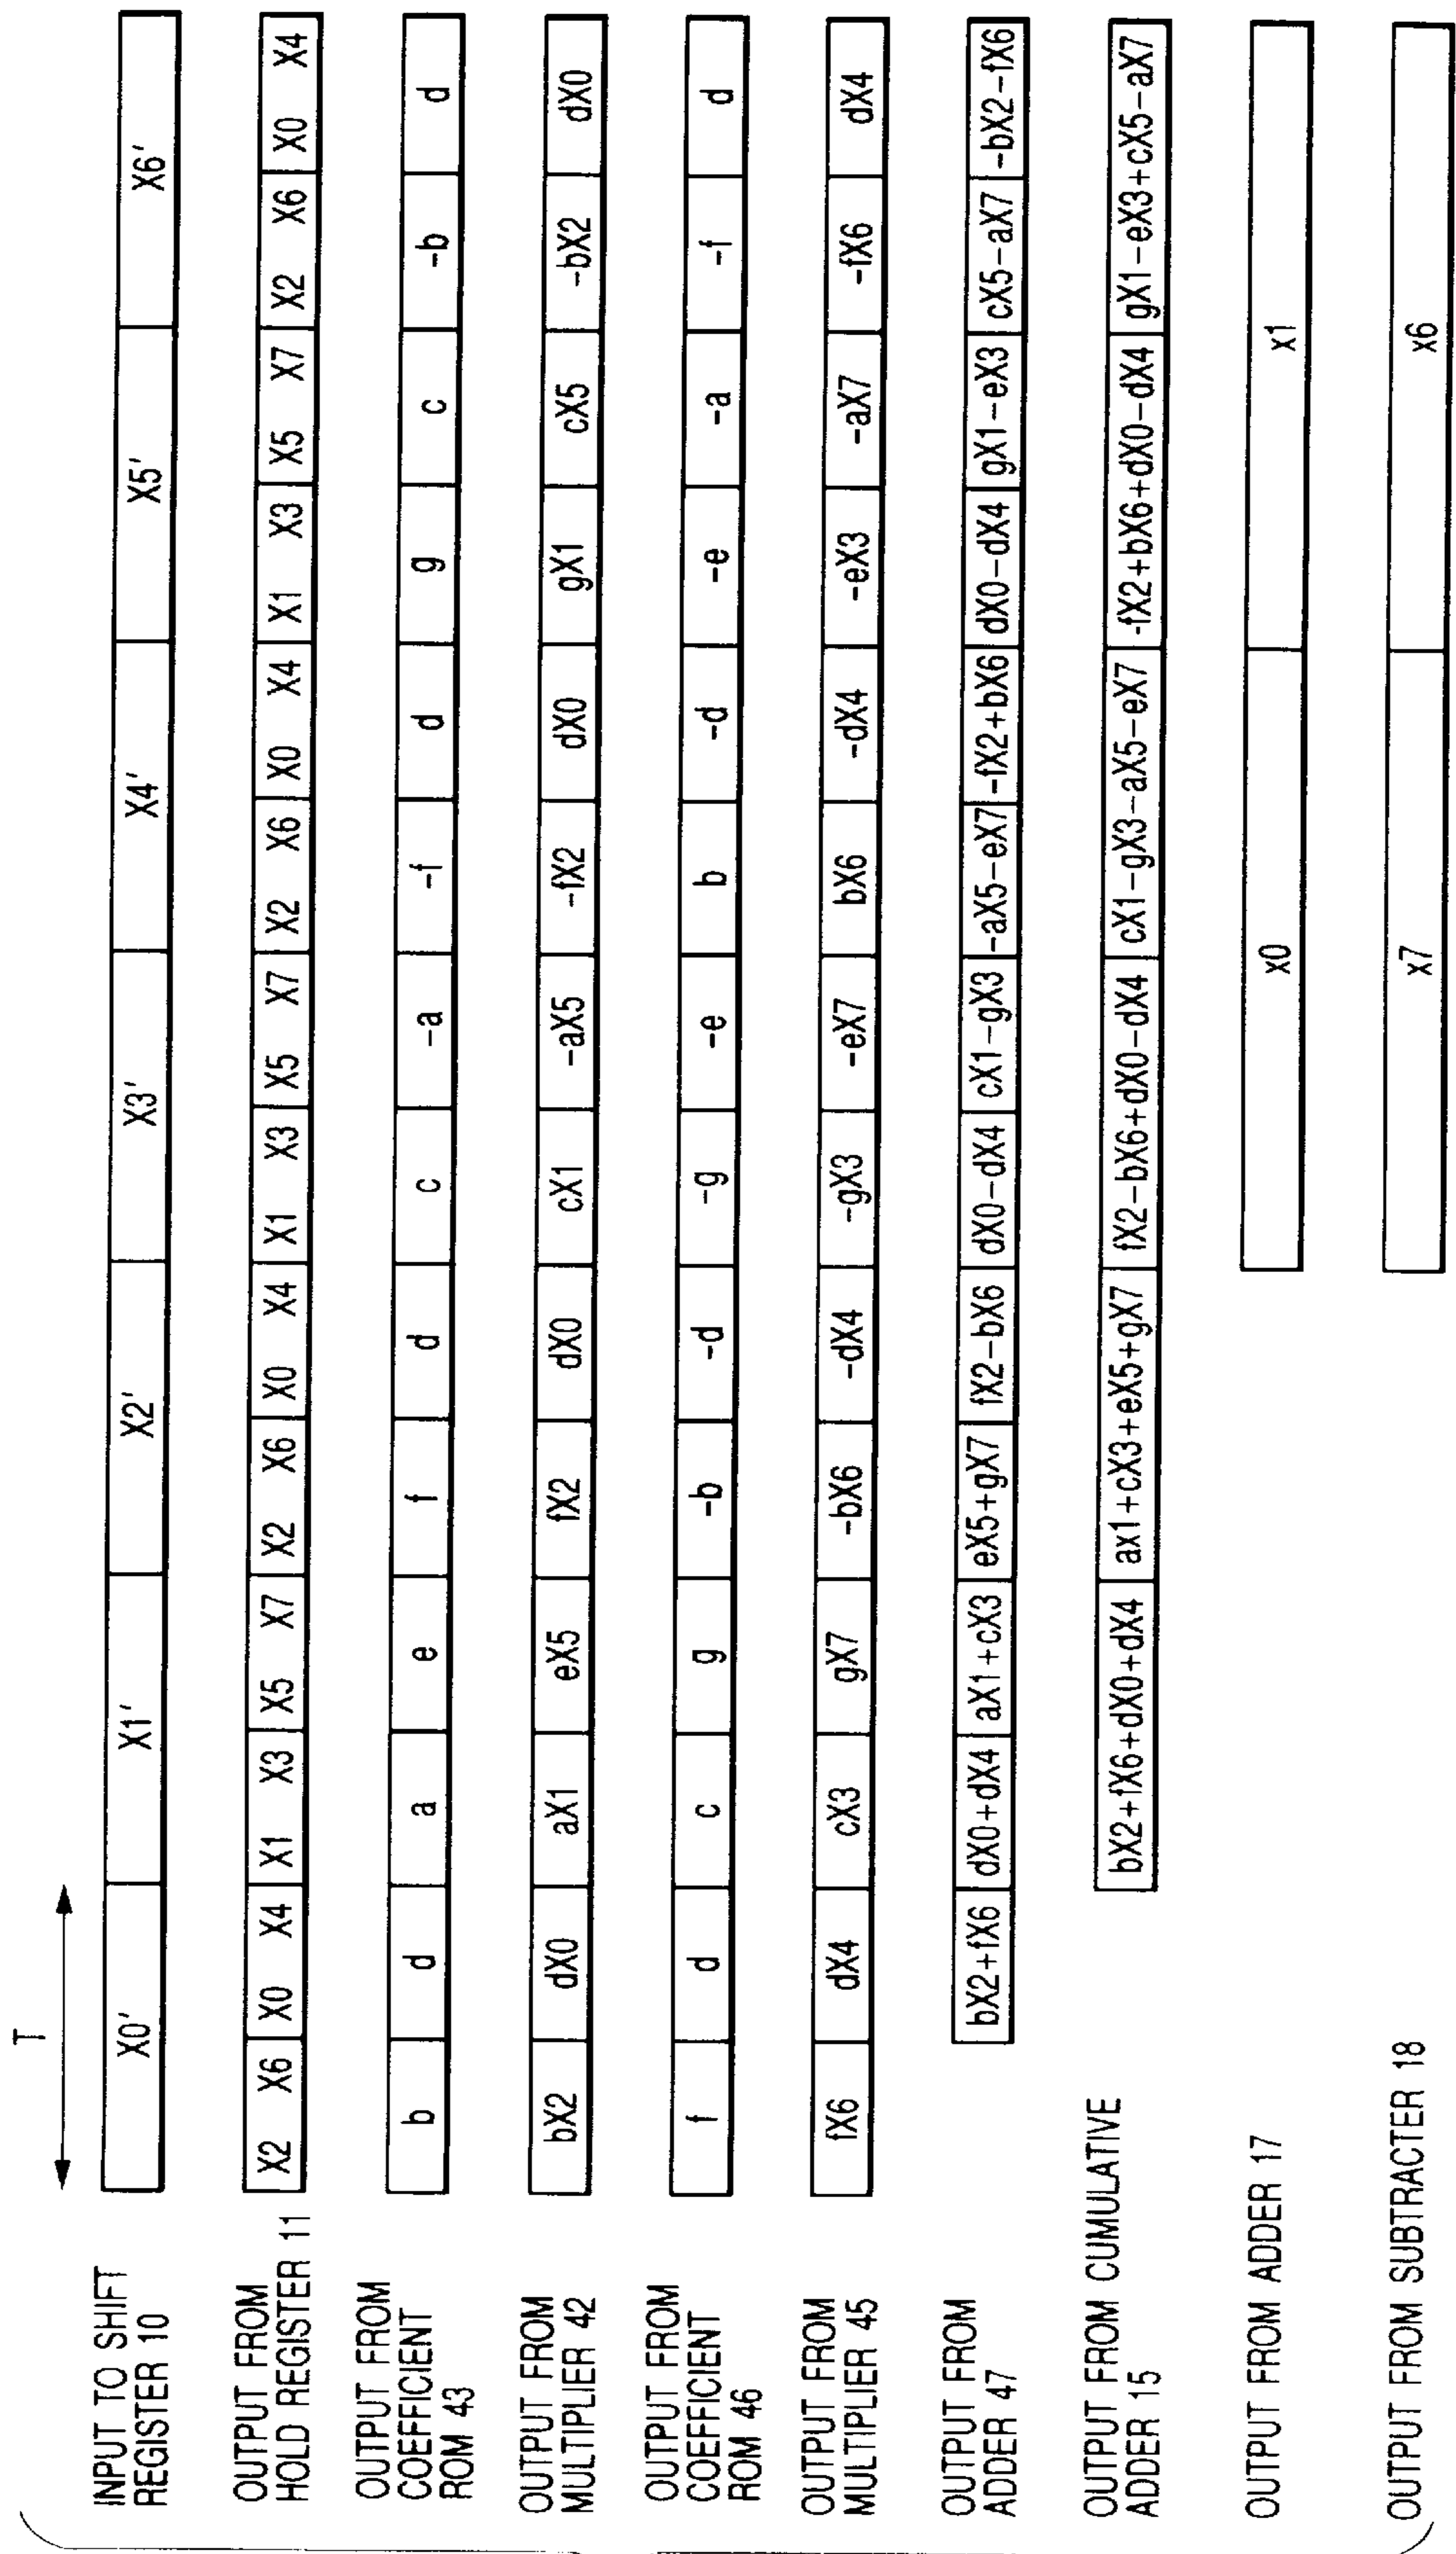 T
INPUT TO SHIFT
REGISTER 10
X0' X1' X2' X3' X4' X5' X6'
OUTPUT FROM
HOLD REGISTER 11
X2 X6 X0 X4 X1 X3 X5 X7 X2 X6 X0 X4 X1 X3 X5 X7 X2 X6 X0 X4 X1 X3 X5 X7 X2 X6 X0 X4
OUTPUT FROM
COEFFICIENT
ROM 43
b d a e f d c -a -f d g c -b d
OUTPUT FROM
MULTIPLIER 42
bX2 dX0 aX1 eX5 fX2 dX0 cX1 -aX5 -fX2 dX0 gX1 cX5 -bX2 dX0
OUTPUT FROM
COEFFICIENT
ROM 46
f d c g -b -d -g -e b -d -e -a -f d
OUTPUT FROM
MULTIPLIER 45
fX6 dX4 cX3 gX7 -bX6 -dX4 -gX3 -eX7 bX6 -dX4 -eX3 -aX7 -fX6 dX4
OUTPUT FROM
ADDER 47
bX2+fX6 dX0+dX4 aX1+cX3 eX5+gX7 fX2-bX6 dX0-dX4 cX1-gX3 -aX5-eX7 -fX2+bX6 dX0-dX4 gX1-eX3 cX5-aX7 -bX2-fX6
OUTPUT FROM CUMULATIVE
ADDER 15
bX2+fX6+dX0+dX4 ax1+cX3+eX5+gX7 fX2-bX6+dX0-dX4 cX1-gX3-aX5-eX7 -fX2+bX6+dX0-dX4 gX1-eX3+cX5-aX7
OUTPUT FROM ADDER 17
x0 x1
OUTPUT FROM SUBTRACTER 18
x7 x6